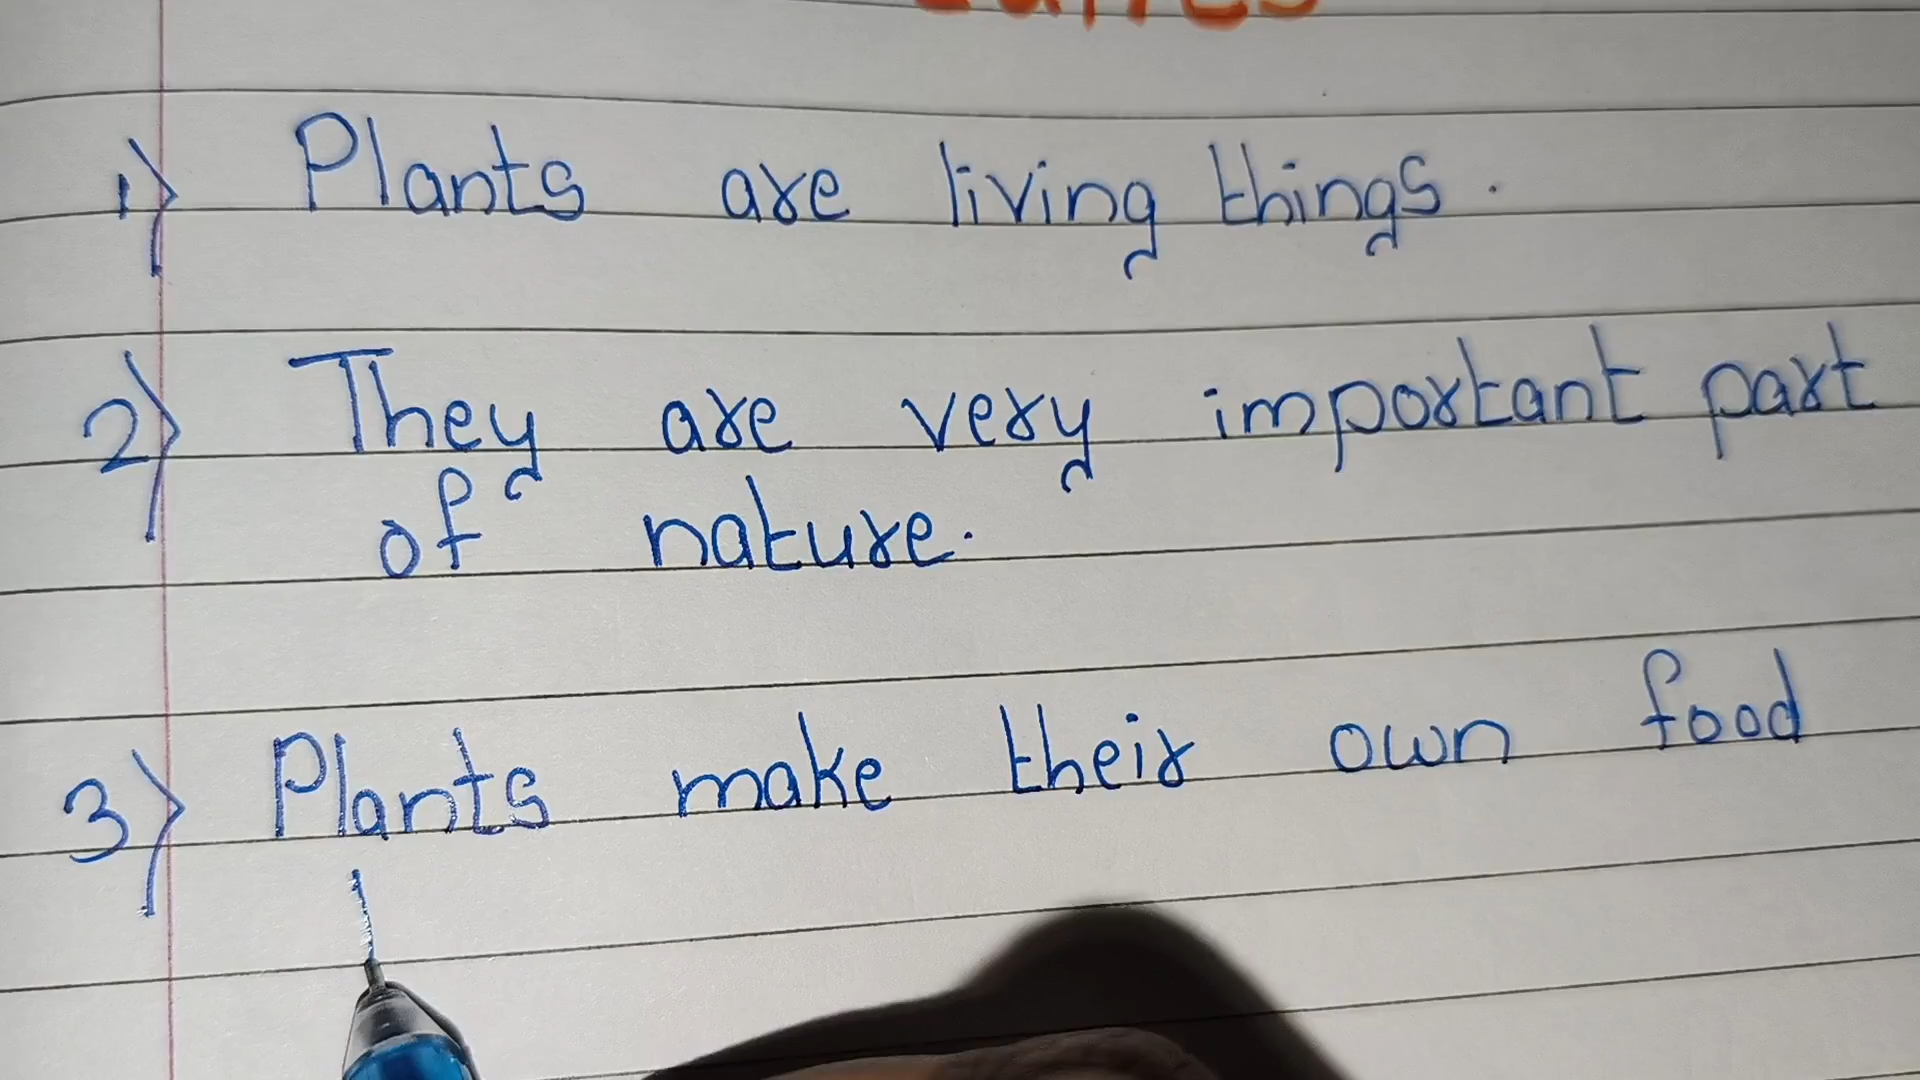 1) Plants are living things.
2) They are very important part
of nature.
3) Plants make their own food